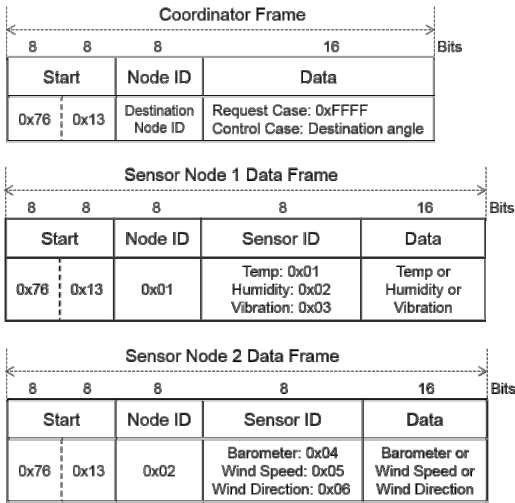 Coordinator Frame
8 8 8 16 Bits
Start Node ID Data
0x76 0x13 Destination Node ID Request Case: 0xFFFF Control Case: Destination angle
Sensor Node 1 Data Frame
8 8 8 8 16 Bits
Start Node ID Sensor ID Data
Temp: 0x01 Temp or
0x76 0x13 0x01 Humidity: 0x02 Humidity or
Vibration: 0x03 Vibration
Sensor Node 2 Data Frame
8 8 8 8 16 Bits
Start Node ID Sensor ID Data
Barometer: 0x04 Barometer or
0x76 0x13 0x02 Wind Speed: 0x05 Wind Speed or
Wind Direction: 0x06 Wind Direction